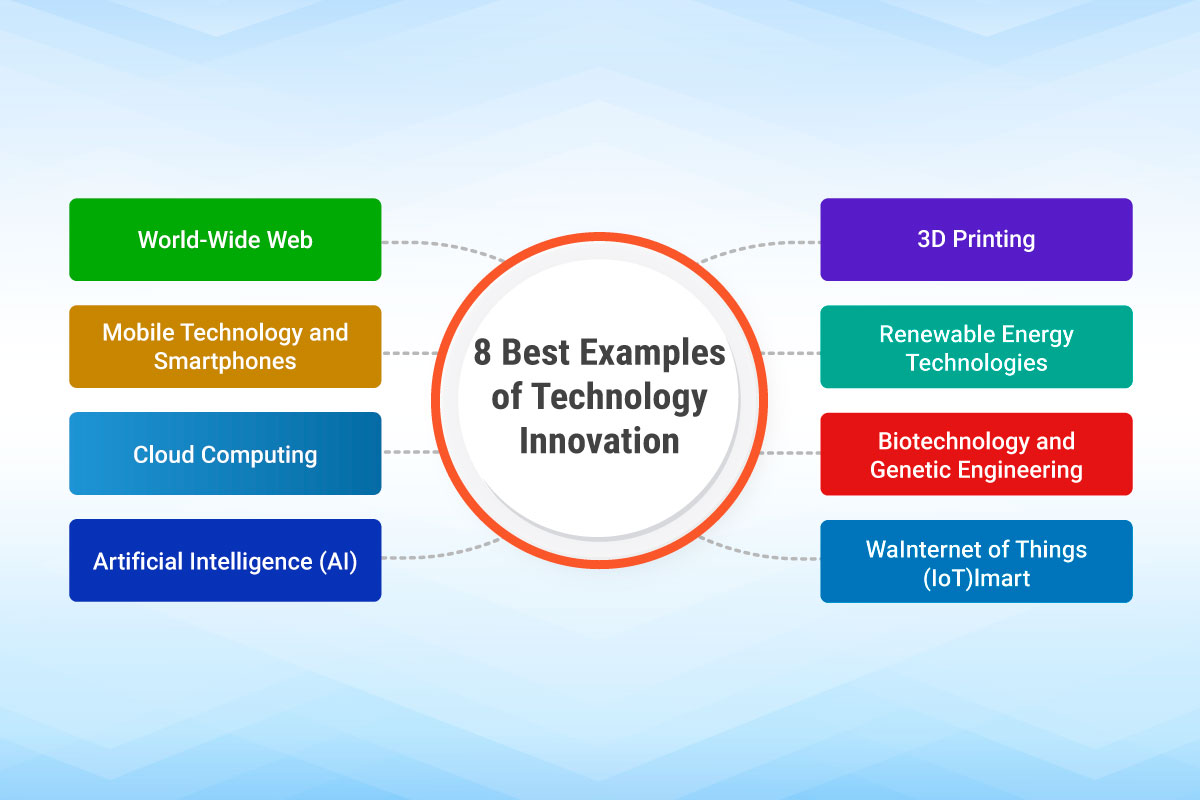 World-Wide Web
Mobile Technology and
Smartphones
Cloud Computing
Artificial Intelligence (AI)
8 Best Examples
of Technology
Innovation
3D Printing
Renewable Energy
Technologies
Biotechnology and
Genetic Engineering
WaInternet of Things
(IoT)lmart